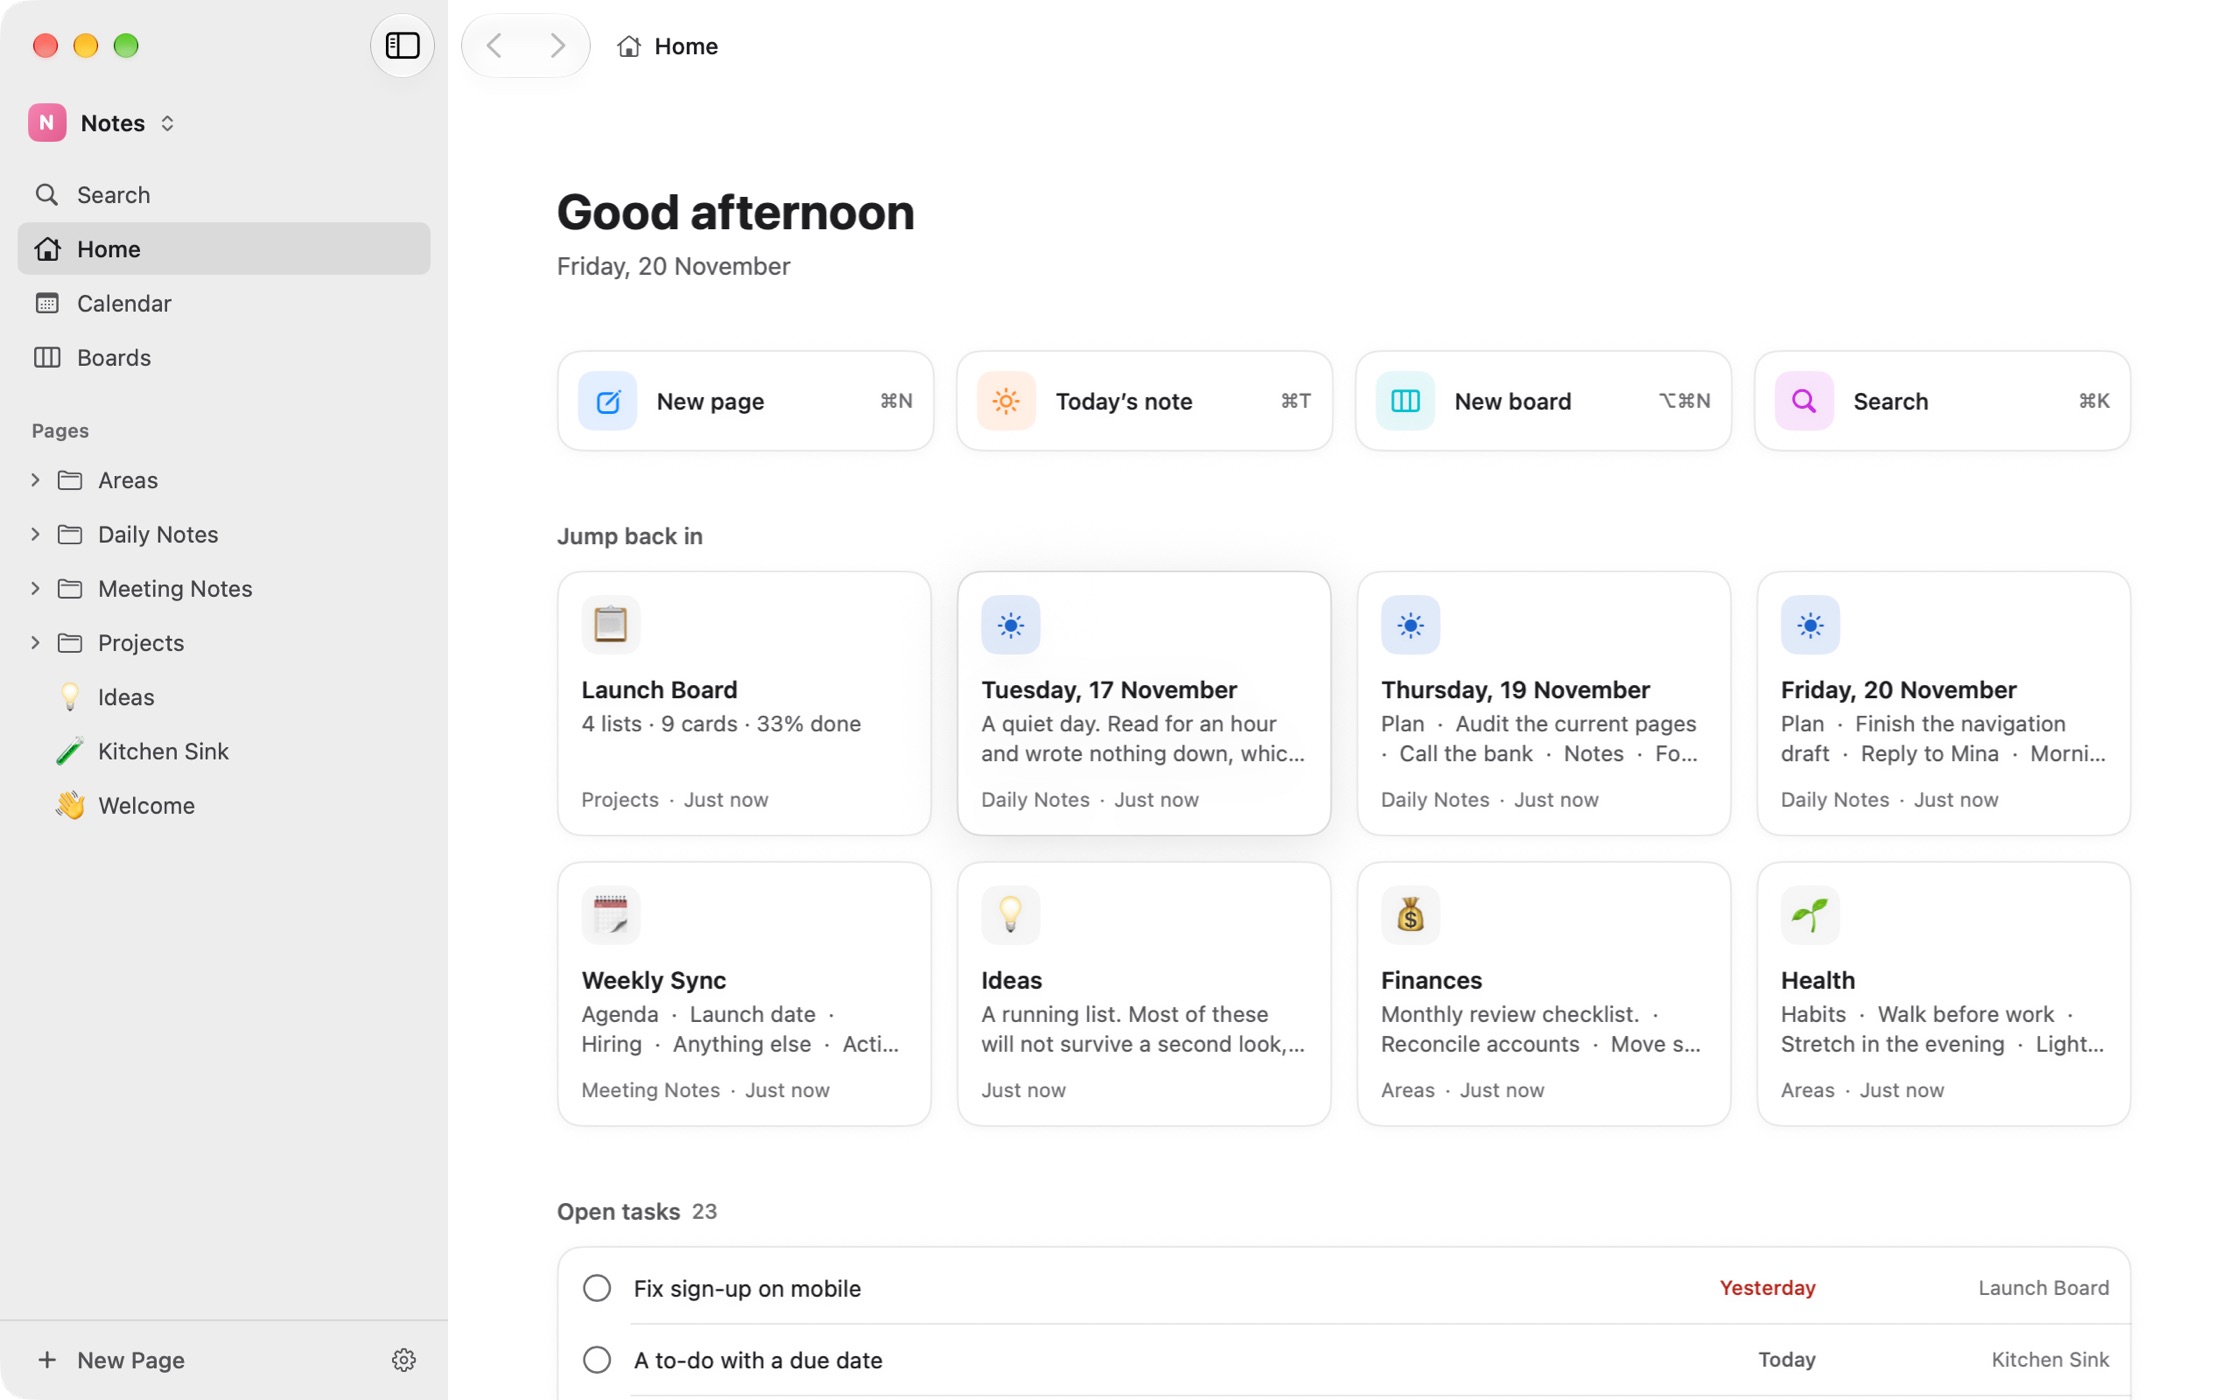 Home
N
Notes
Search
Home
Calendar
Boards
Pages
Areas
Daily Notes
Meeting Notes
Projects
Ideas
Kitchen Sink
Welcome
New Page
Good afternoon
Friday, 20 November
New page ⌘N
Today’s note ⌘T
New board ⌥⌘N
Search ⌘K
Jump back in
Launch Board
4 lists · 9 cards · 33% done
Projects · Just now
Tuesday, 17 November
A quiet day. Read for an hour
and wrote nothing down, whic...
Daily Notes · Just now
Thursday, 19 November
Plan · Audit the current pages
· Call the bank · Notes · Fo...
Daily Notes · Just now
Friday, 20 November
Plan · Finish the navigation
draft · Reply to Mina · Morni...
Daily Notes · Just now
Weekly Sync
Agenda · Launch date ·
Hiring · Anything else · Acti...
Meeting Notes · Just now
Ideas
A running list. Most of these
will not survive a second look,...
Just now
Finances
Monthly review checklist. ·
Reconcile accounts · Move s...
Areas · Just now
Health
Habits · Walk before work ·
Stretch in the evening · Light...
Areas · Just now
Open tasks 23
Fix sign-up on mobile Yesterday Launch Board
A to-do with a due date Today Kitchen Sink